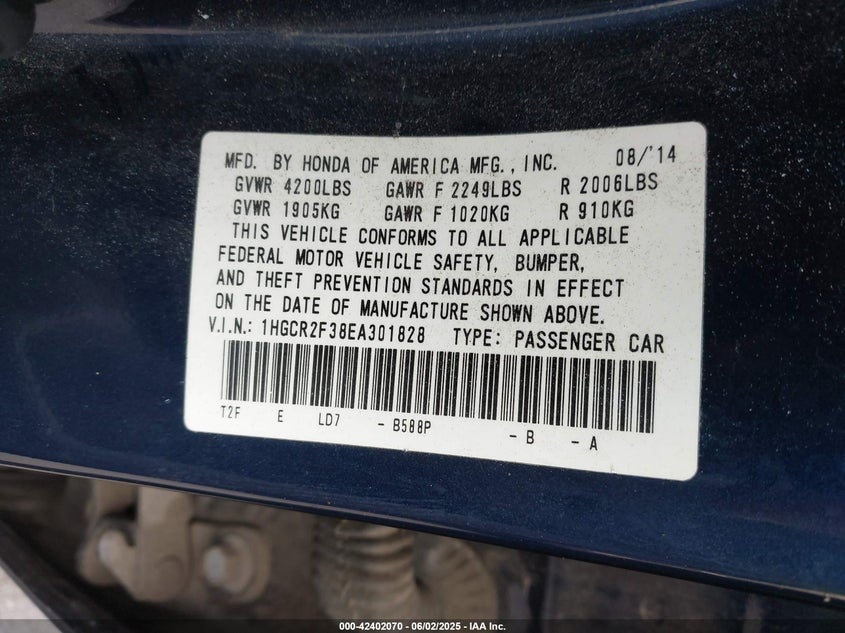 MFD. BY HONDA OF AMERICA MFG., INC. 08/'14
GVWR 4200LBS GAWR F 2249LBS R 2006LBS
GVWR 1905KG GAWR F 1020KG R 910KG
THIS VEHICLE CONFORMS TO ALL APPLICABLE
FEDERAL MOTOR VEHICLE SAFETY, BUMPER,
AND THEFT PREVENTION STANDARDS IN EFFECT
ON THE DATE OF MANUFACTURE SHOWN ABOVE.
V.I.N.: 1HGCR2F38EA301828 TYPE: PASSENGER CAR
T2F E LD7 - B588P - B - A
000-42402070 | 06/02/2025 - IAA Inc.